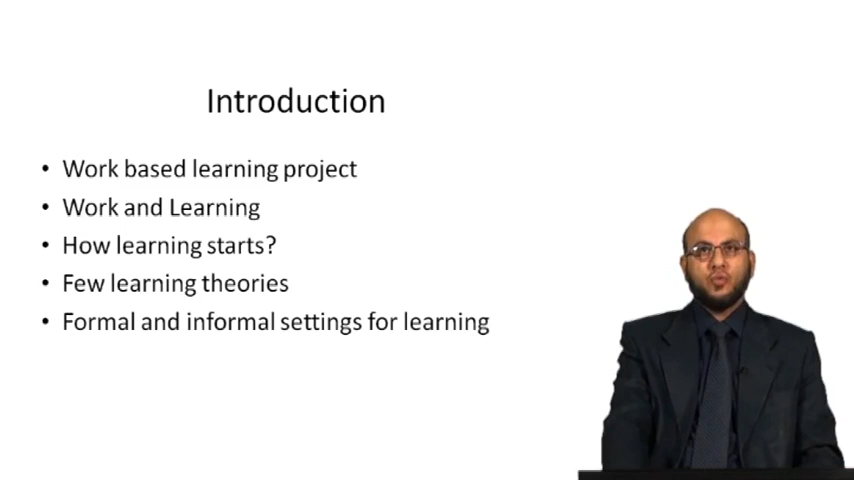 Introduction
• Work based learning project
• Work and Learning
• How learning starts?
• Few learning theories
• Formal and informal settings for learning